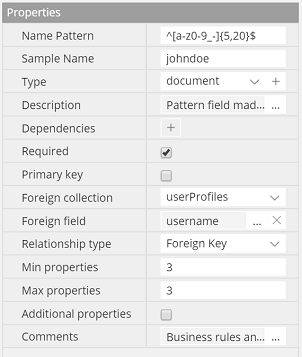 Properties
Name Pattern ^[a-z0-9_-]{5,20}$
Sample Name johndoe
Type document
Description Pattern field mad... ...
Dependencies +
Required
Primary key
Foreign collection userProfiles
Foreign field username ...
Relationship type Foreign Key
Min properties 3
Max properties 3
Additional properties
Comments Business rules an... ...